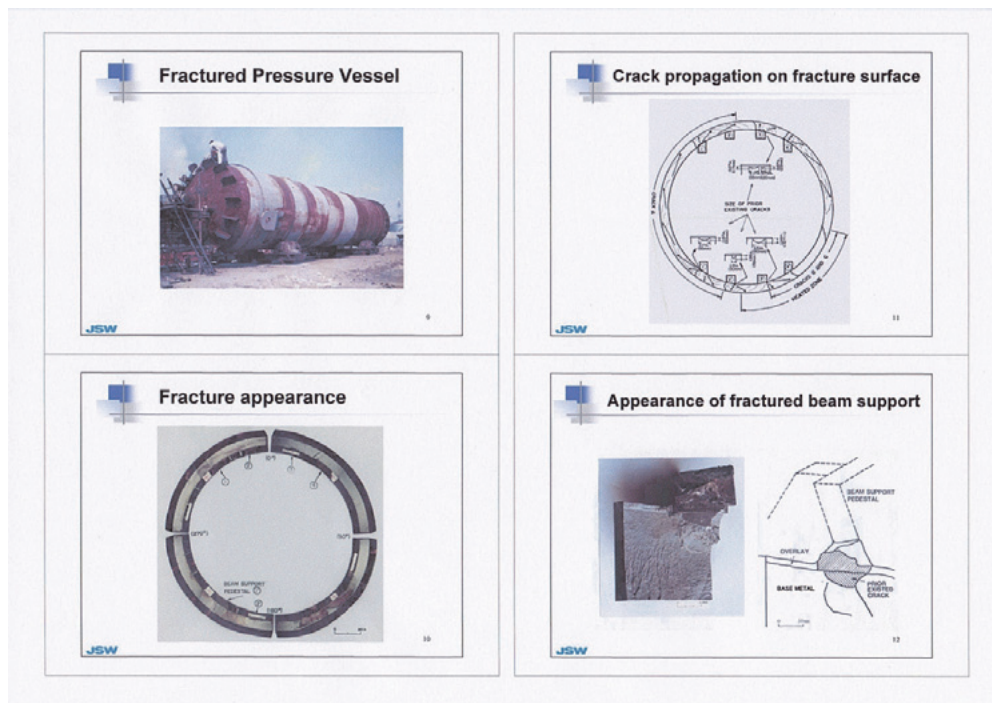 Fractured Pressure Vessel
JSW
9
Fracture appearance
(0°)
(270°)
BEAM SUPPORT
PEDESTAL
(180°)
JSW
10
Crack propagation on fracture surface
SIZE OF PRIOR
EXISTING CRACKS
CRACKS B AND C
HEATED ZONE
JSW
11
Appearance of fractured beam support
BEAM SUPPORT
PEDESTAL
OVERLAY
BASE METAL
PRIOR
EXISTED
CRACK
JSW
12